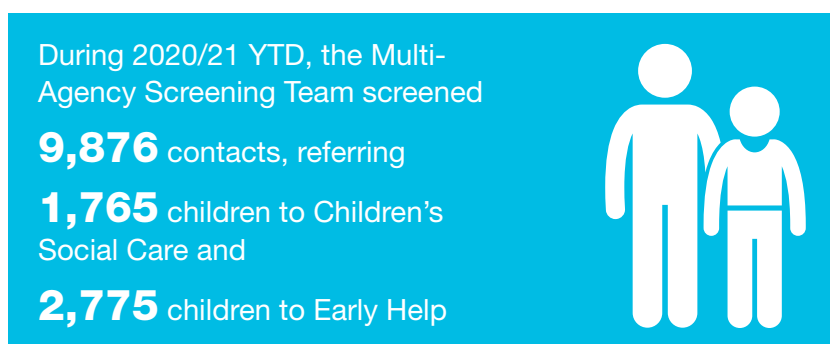 During 2020/21 YTD, the Multi-
Agency Screening Team screened
9,876 contacts, referring
1,765 children to Children’s
Social Care and
2,775 children to Early Help